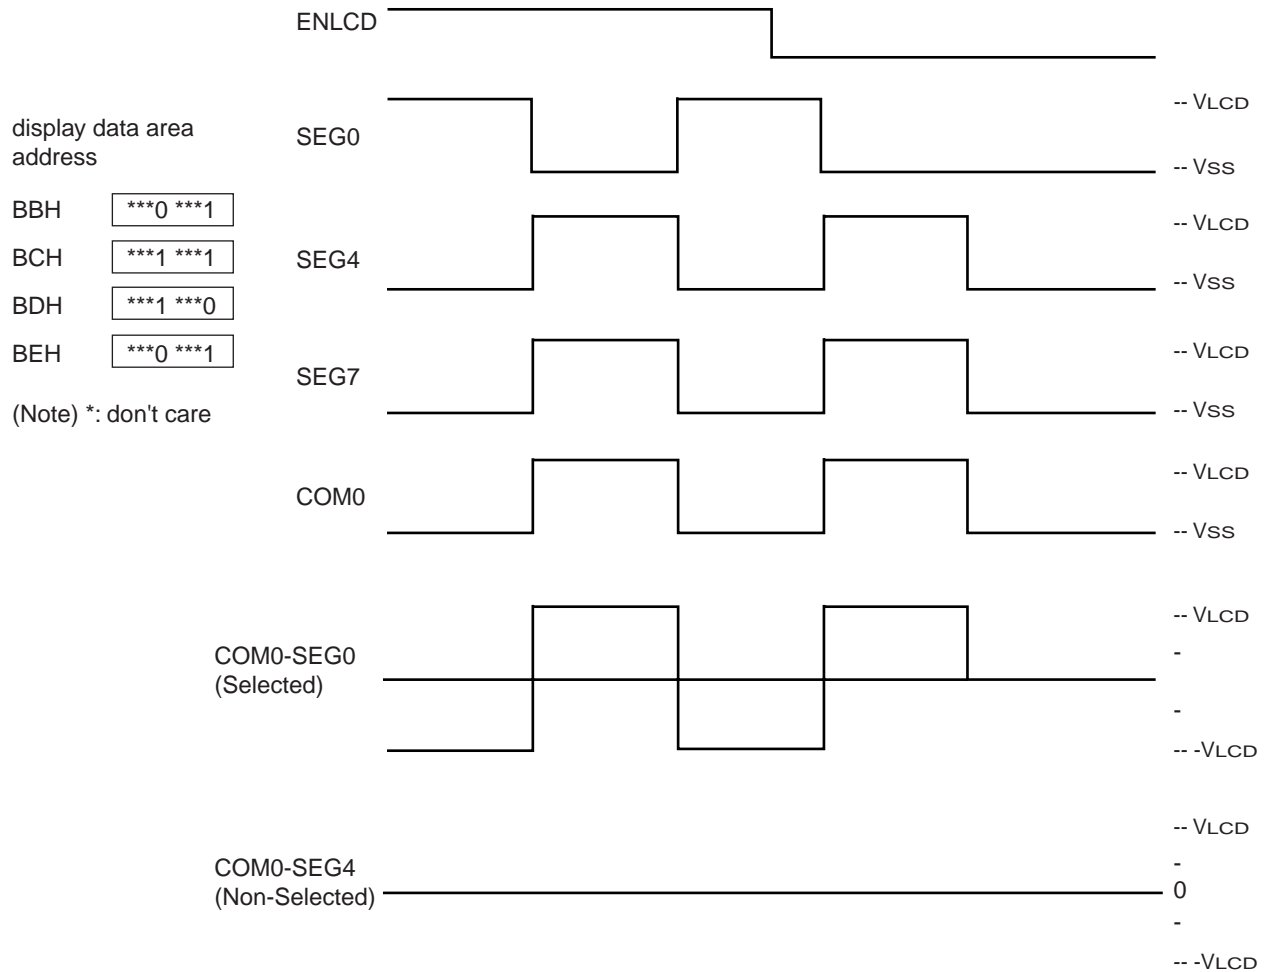 ENLCD
-- VLCD
SEG0
-- VSS
display data area
address
BBH ***0 ***1
BCH ***1 ***1
BDH ***1 ***0
BEH ***0 ***1
(Note) *: don't care
-- VLCD
SEG4
-- VSS
-- VLCD
SEG7
-- VSS
-- VLCD
COM0
-- VSS
-- VLCD
-
COM0-SEG0
(Selected)
-
-- -VLCD
-- VLCD
-
COM0-SEG4
(Non-Selected)
0
-
-- -VLCD